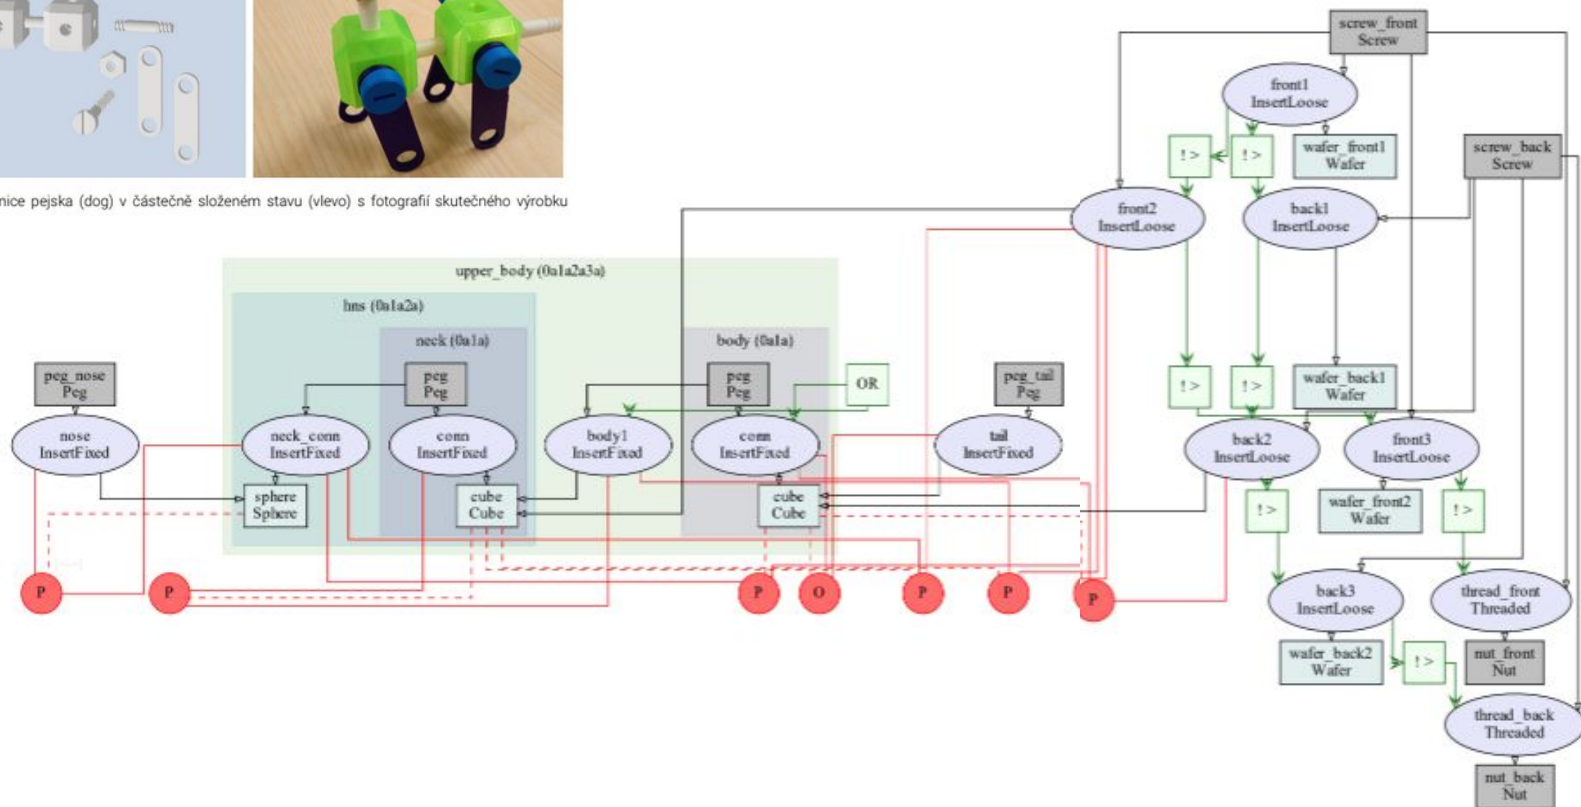 screw_front
Screw
front1
InsertLoose
! >
! >
wafer_front1
Wafer
screw_back
Screw
nice pejska (dog) v částečně složeném stavu (vlevo) s fotografií skutečného výrobku
front2
InsertLoose
back1
InsertLoose
upper_body (0a1a2a3a)
hns (0a1a2a)
neck (0a1a)
body (0a1a)
peg_nose
Peg
peg
Peg
peg
Peg
OR
peg_tail
Peg
! >
! >
wafer_back1
Wafer
nose
InsertFixed
neck_conn
InsertFixed
conn
InsertFixed
body1
InsertFixed
conn
InsertFixed
tail
InsertFixed
back2
InsertLoose
front3
InsertLoose
sphere
Sphere
cube
Cube
cube
Cube
! >
wafer_front2
Wafer
! >
P
P
P
O
P
P
P
back3
InsertLoose
thread_front
Threaded
wafer_back2
Wafer
! >
nut_front
Nut
thread_back
Threaded
nut_back
Nut